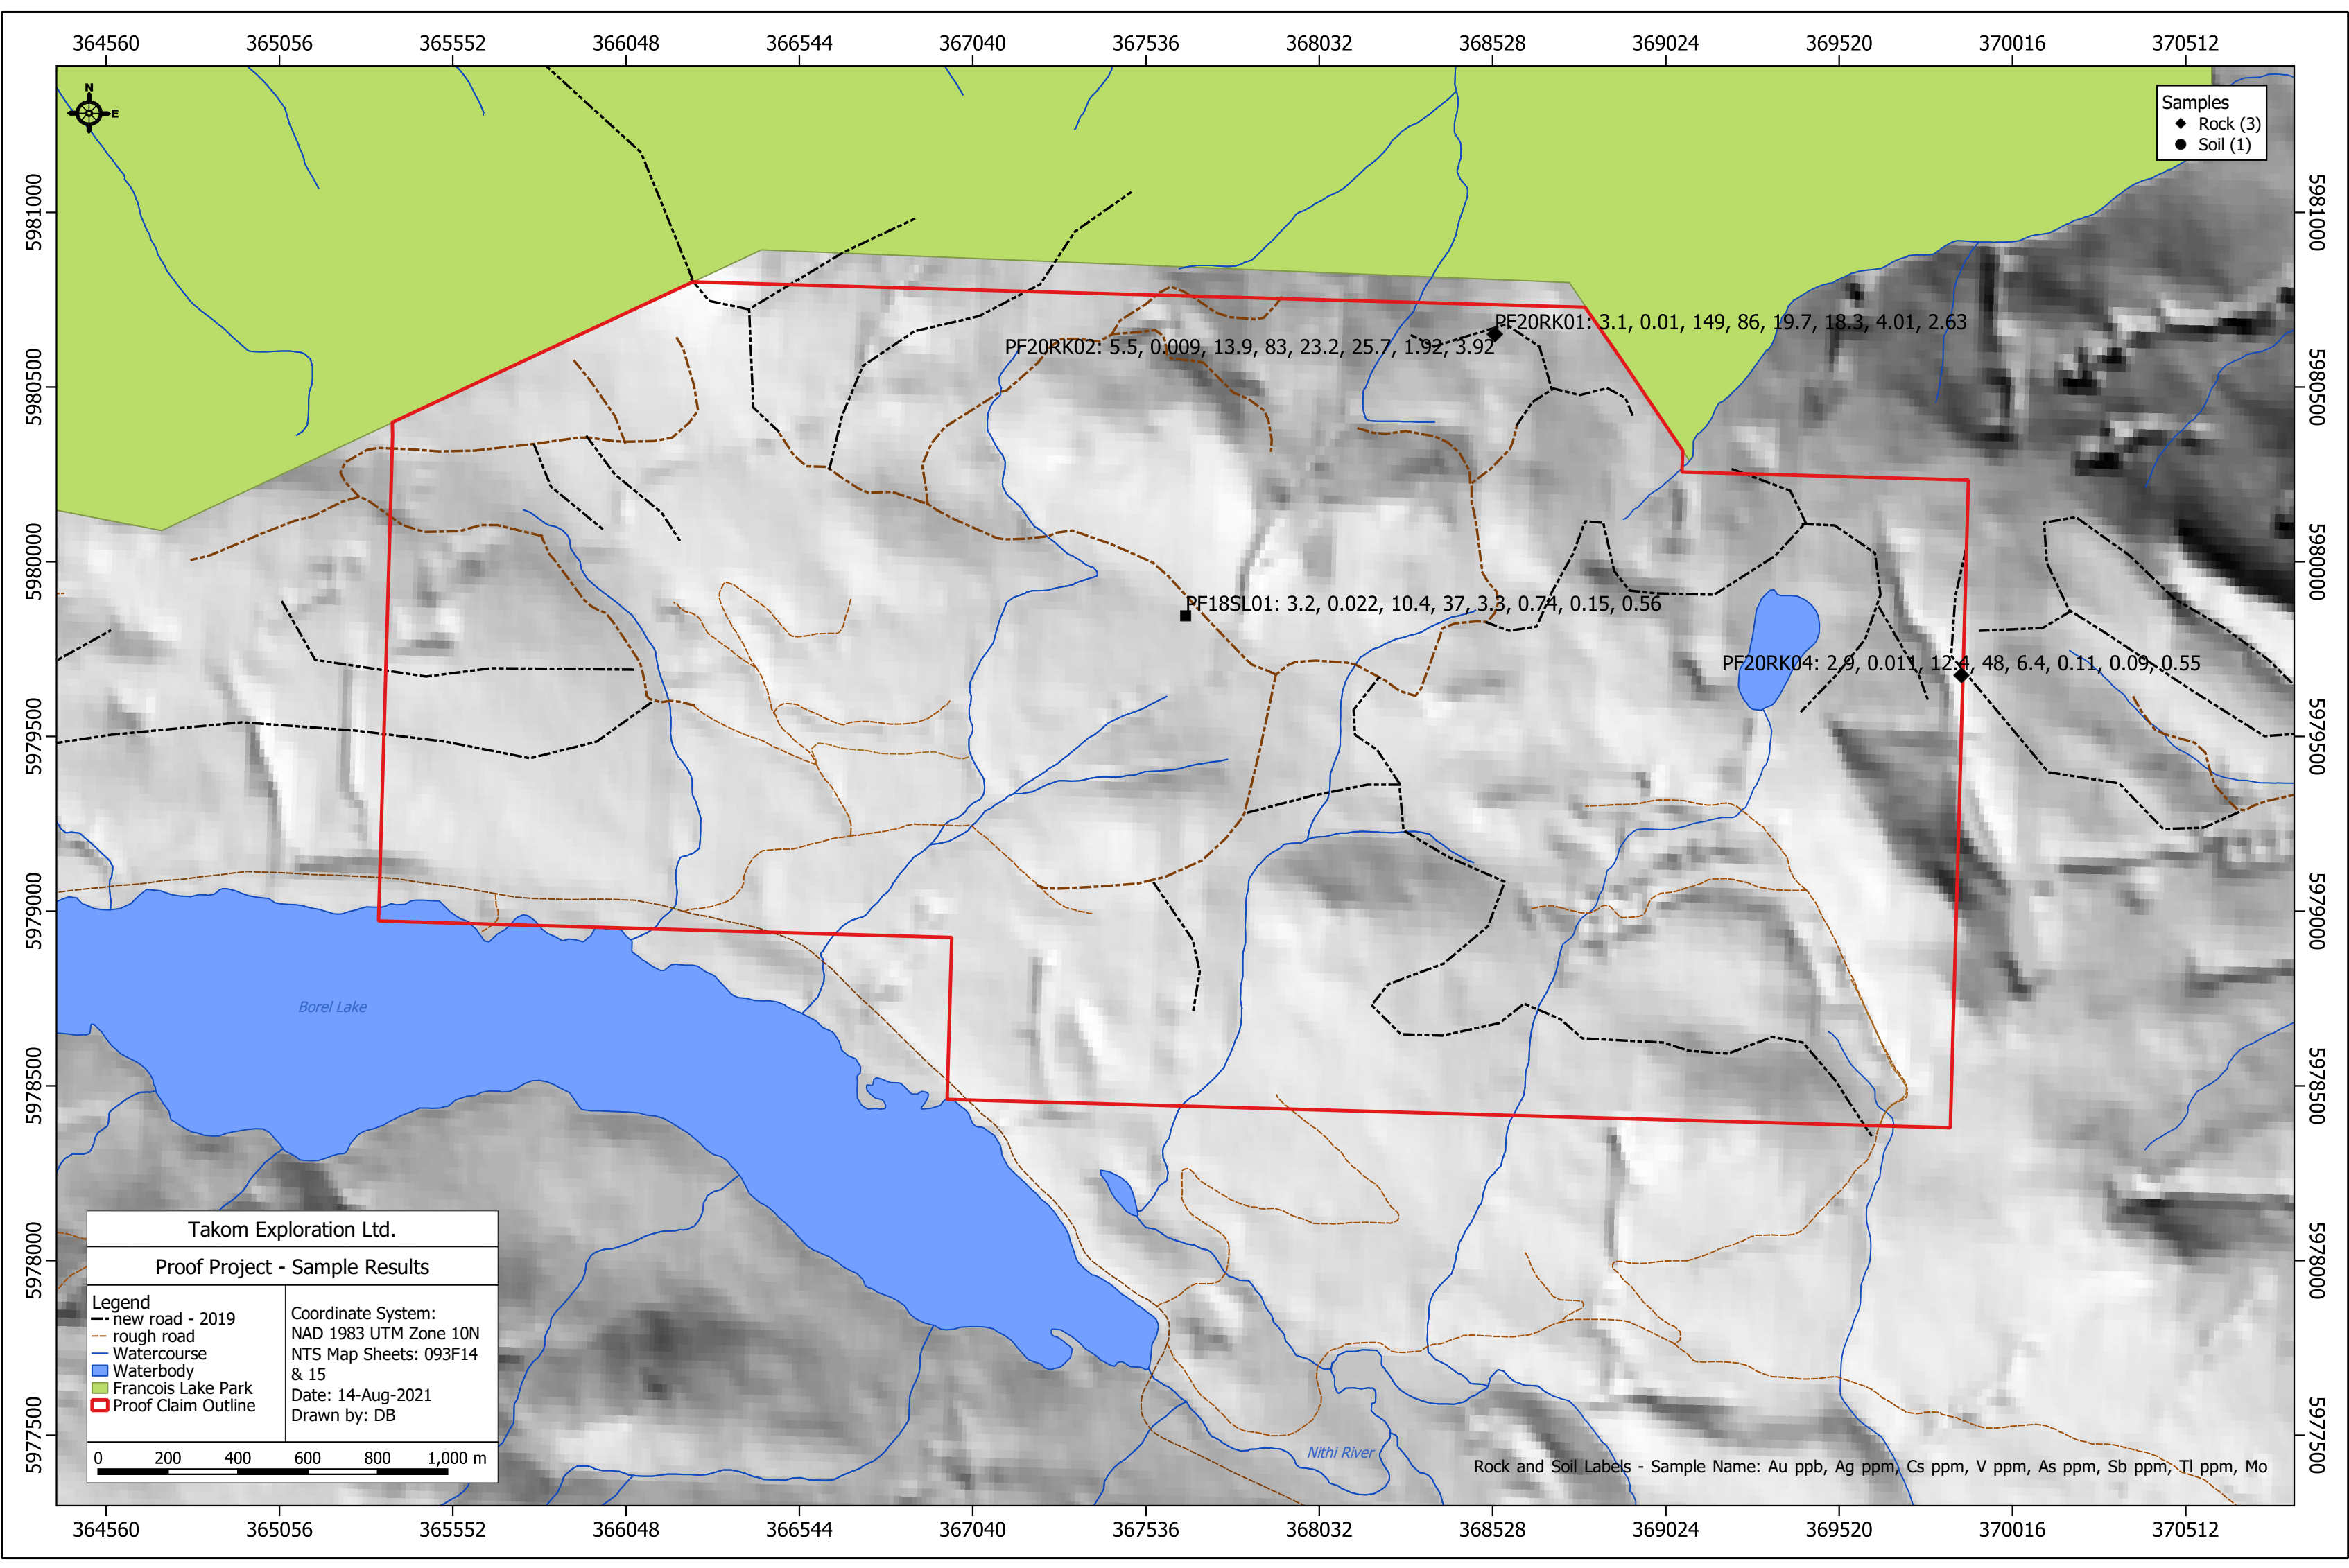 364560 365056 365552 366048 366544 367040 367536 368032 368528 369024 369520 370016 370512
N
E
Samples
Rock (3)
Soil (1)
5981000 5981000
PF20RK01: 3.1, 0.01, 149, 86, 19.7, 18.3, 4.01, 2.63
PF20RK02: 5.5, 0.009, 13.9, 83, 23.2, 25.7, 1.92, 3.92
5980500 5980500
5980000 5980000
PF18SL01: 3.2, 0.022, 10.4, 37, 3.3, 0.74, 0.15, 0.56
PF20RK04: 2.9, 0.011, 12.4, 48, 6.4, 0.11, 0.09, 0.55
5979500 5979500
5979000 5979000
Borel Lake
5978500 5978500
5978000 5978000
Takom Exploration Ltd.
Proof Project - Sample Results
Legend
new road - 2019
rough road
Watercourse
Waterbody
Francois Lake Park
Proof Claim Outline
Coordinate System:
NAD 1983 UTM Zone 10N
NTS Map Sheets: 093F14
& 15
Date: 14-Aug-2021
Drawn by: DB
0 200 400 600 800 1,000 m
5977500 5977500
Nithi River
Rock and Soil Labels - Sample Name: Au ppb, Ag ppm, Cs ppm, V ppm, As ppm, Sb ppm, Tl ppm, Mo
364560 365056 365552 366048 366544 367040 367536 368032 368528 369024 369520 370016 370512